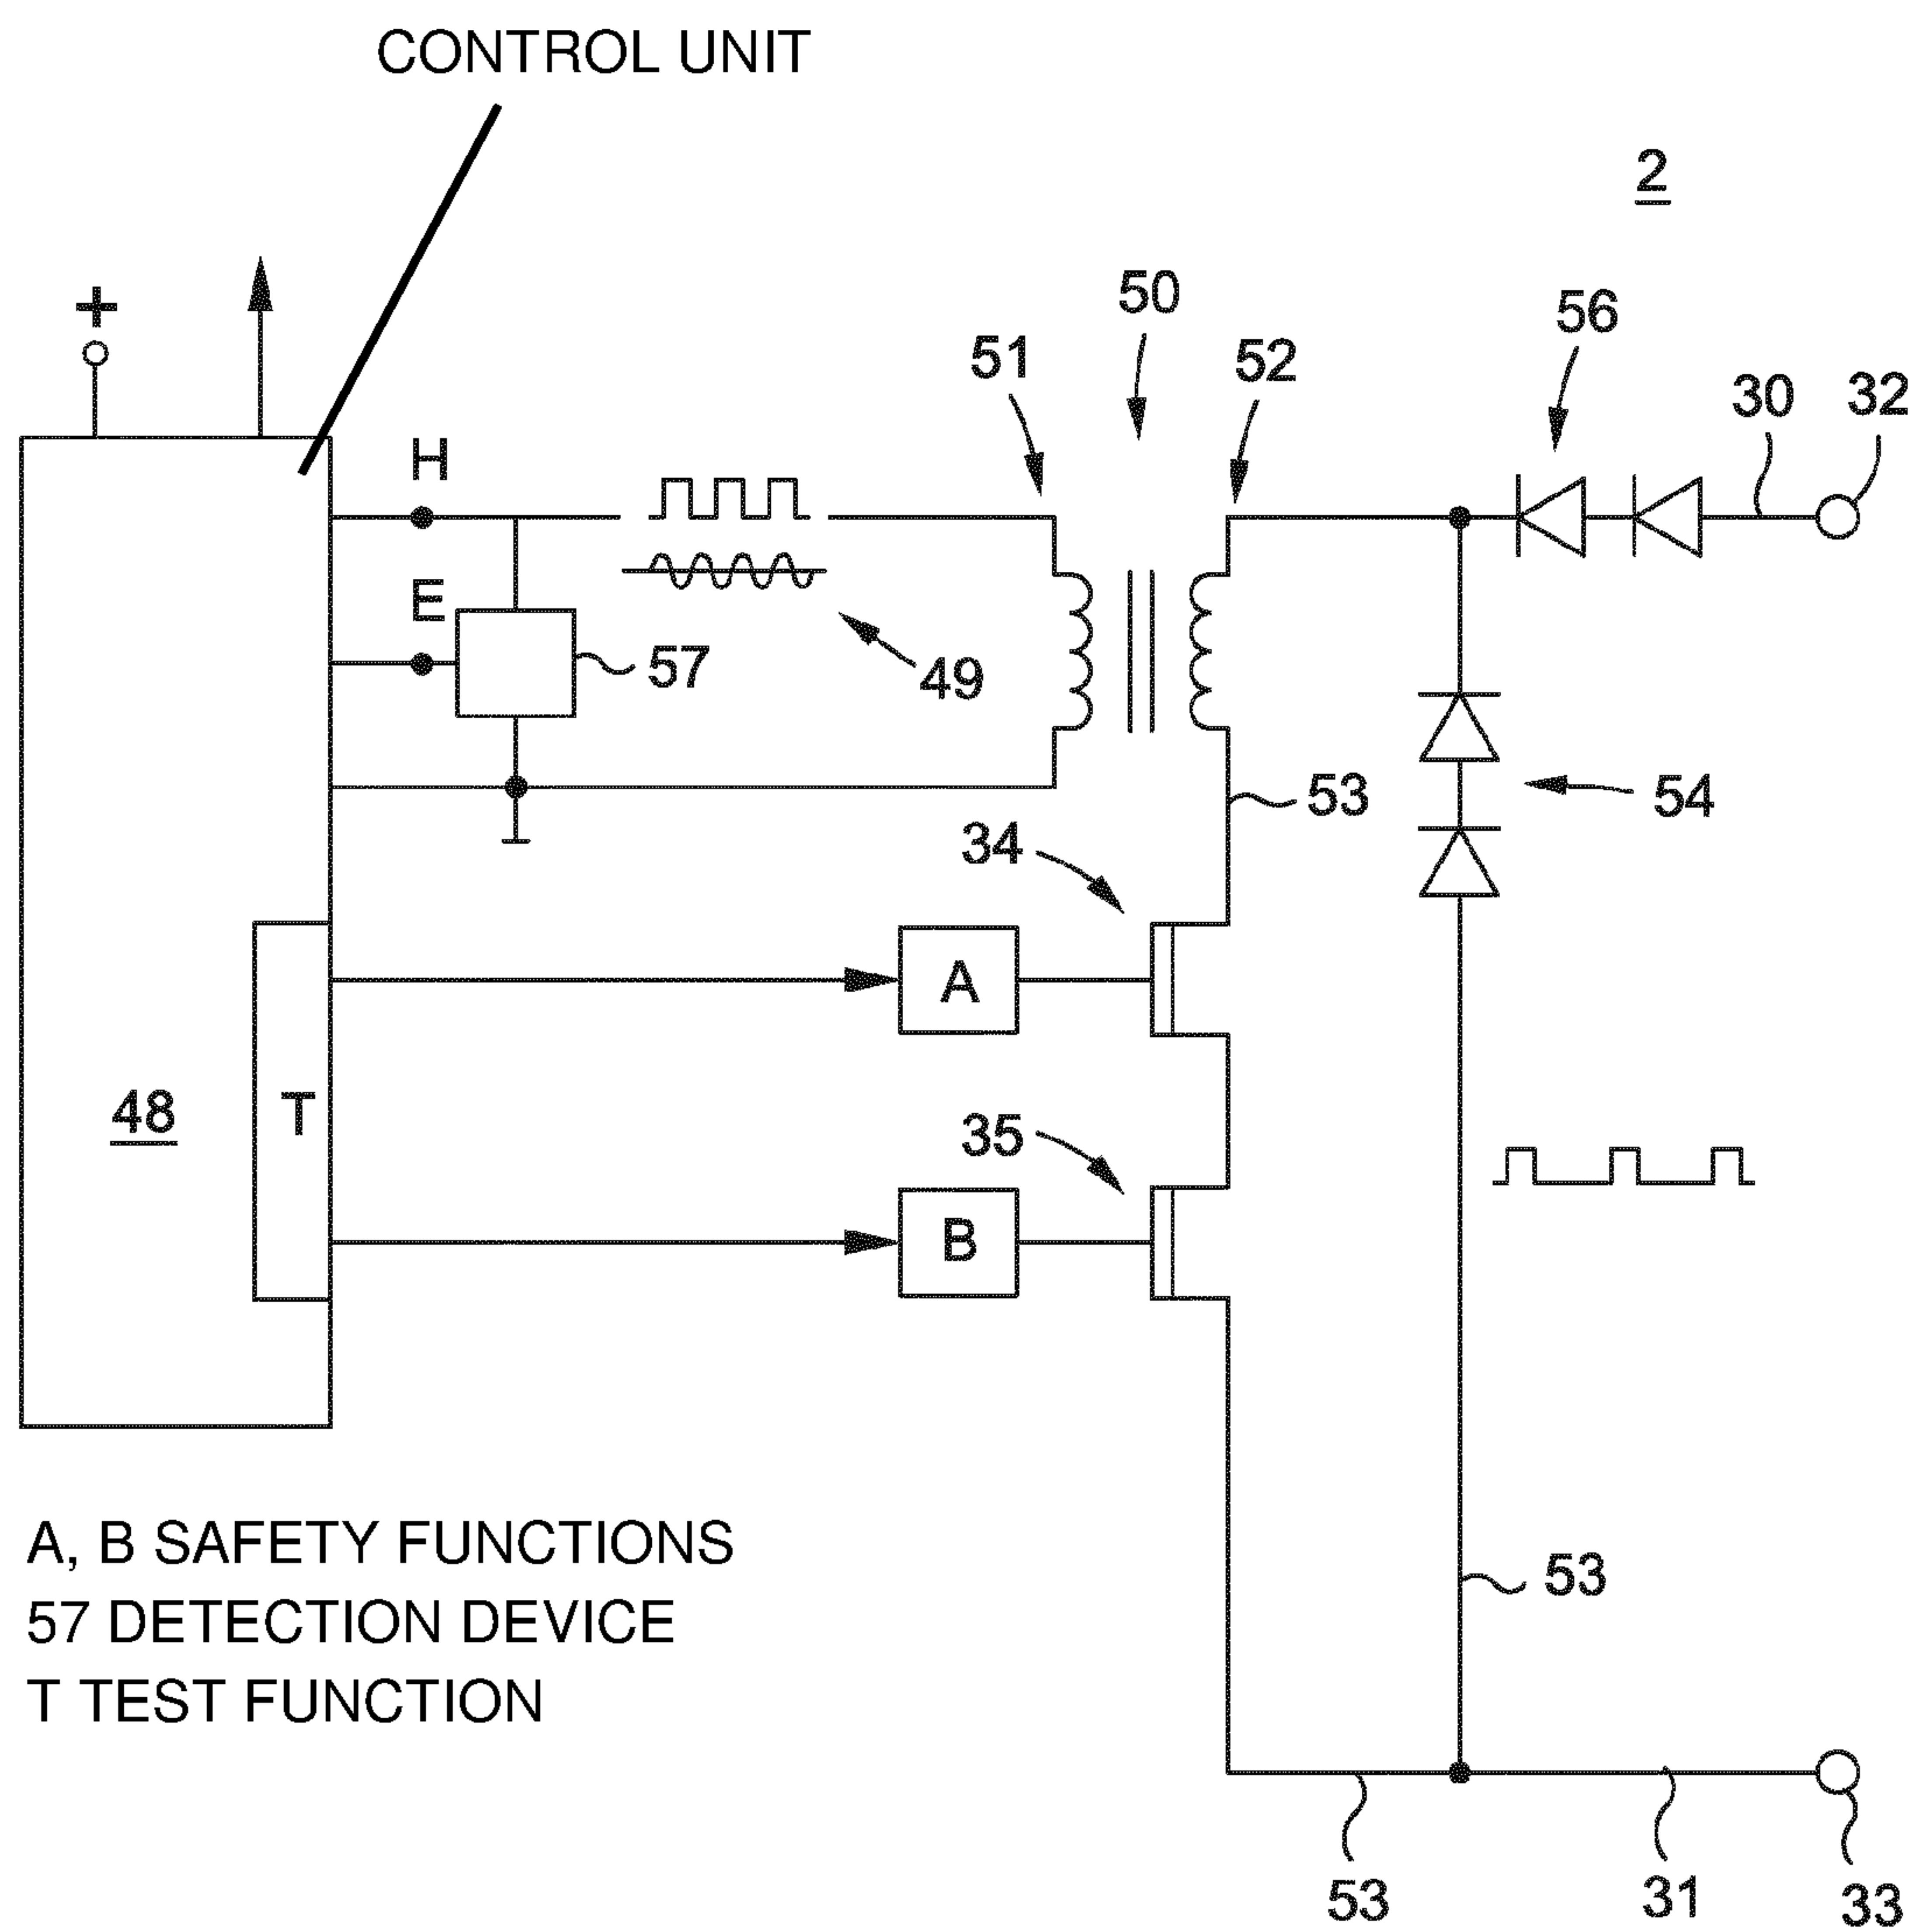 CONTROL UNIT
2
50
56
51
52
30
32
+
H
E
57
49
53
54
34
A
48
T
35
B
A, B SAFETY FUNCTIONS
57 DETECTION DEVICE
T TEST FUNCTION
53
53
31
33